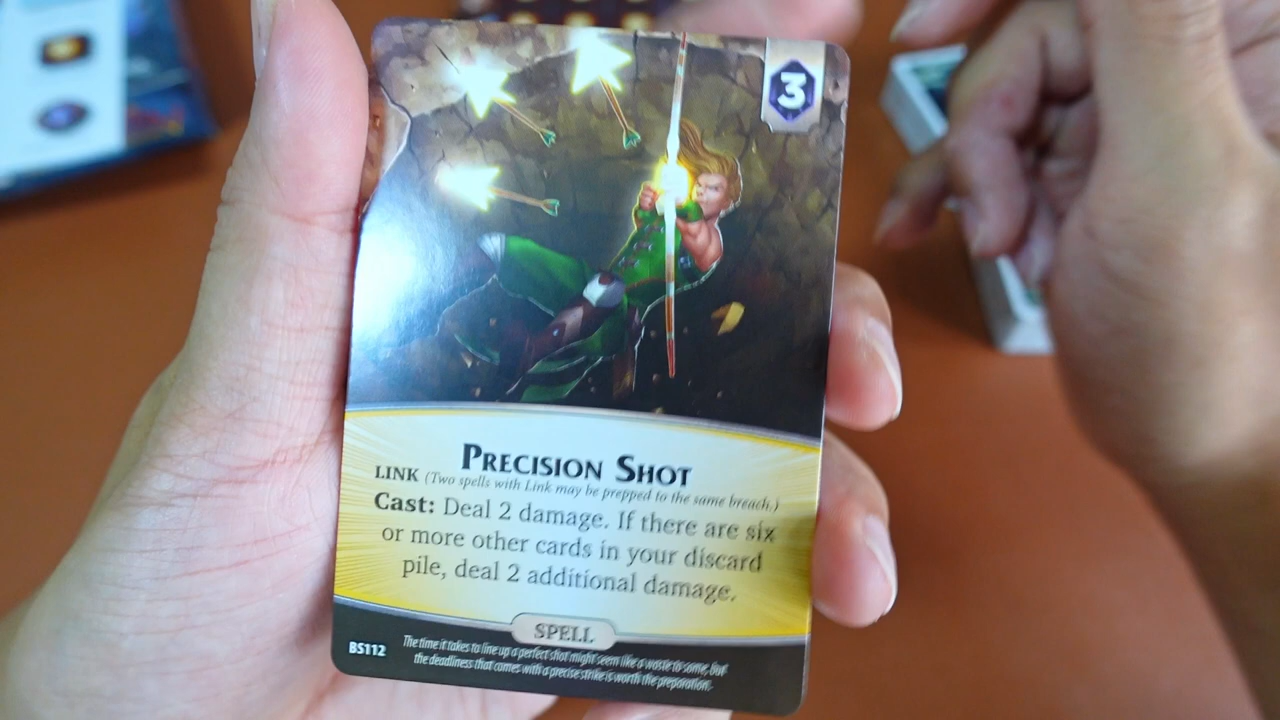 3
PRECISION SHOT
LINK (Two spells with Link may be prepped to the same breach.)
Cast: Deal 2 damage. If there are six
or more other cards in your discard
pile, deal 2 additional damage.
SPELL
BS112
The time it takes to line up a perfect shot might seem like a waste to some, but
the deadliness that comes with a precise strike is worth the preparation.